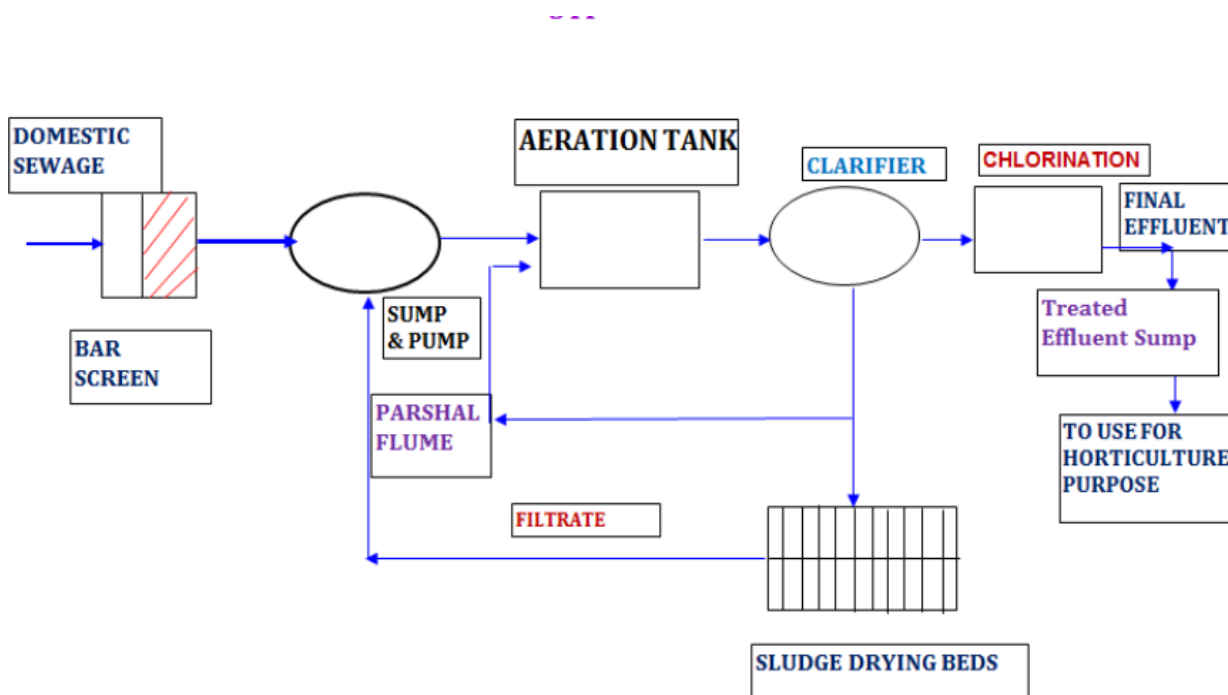 DOMESTIC
SEWAGE
AERATION TANK
CLARIFIER
CHLORINATION
FINAL
EFFLUENT
SUMP
& PUMP
BAR
SCREEN
Treated
Effluent Sump
PARSHAL
FLUME
TO USE FOR
HORTICULTURE
PURPOSE
FILTRATE
SLUDGE DRYING BEDS